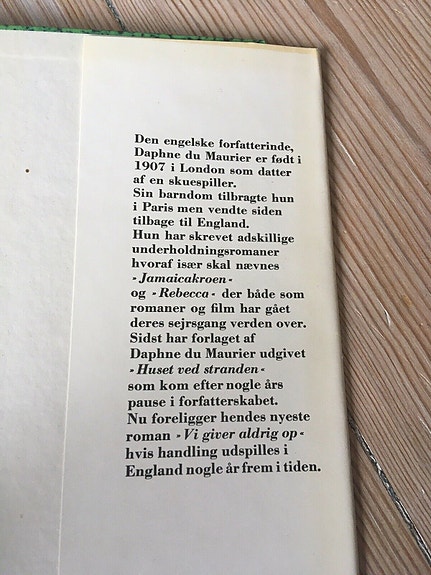 Den engelske forfatterinde,
Daphne du Maurier er født i
1907 i London som datter
af en skuespiller.
Sin barndom tilbragte hun
i Paris men vendte siden
tilbage til England.
Hun har skrevet adskillige
underholdningsromaner
hvoraf især skal nævnes
»Jamaicakroen«
og »Rebecca« der både som
romaner og film har gået
deres sejrsgang verden over.
Sidst har forlaget af
Daphne du Maurier udgivet
»Huset ved stranden«
som kom efter nogle års
pause i forfatterskabet.
Nu foreligger hendes nyeste
roman »Vi giver aldrig op«
hvis handling udspilles i
England nogle år frem i tiden.